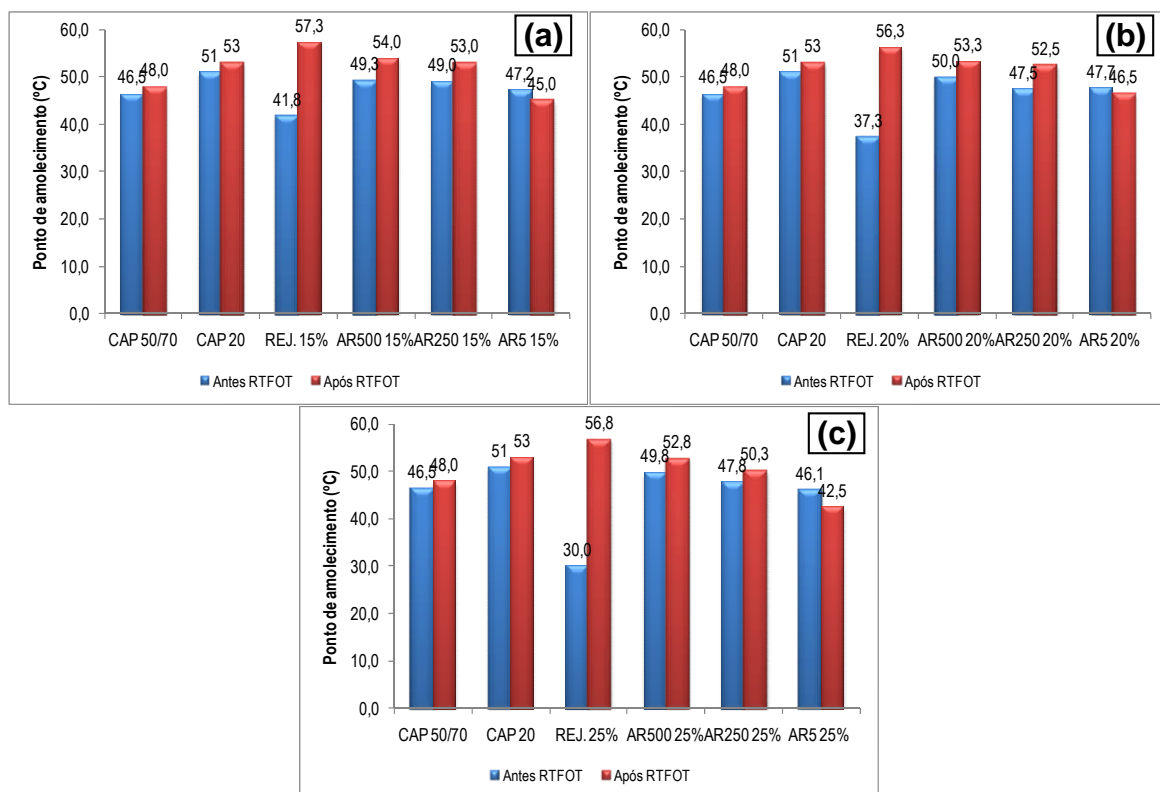 (a)
Ponto de amolecimento (ºC)
60,0
50,0
40,0
30,0
20,0
10,0
0,0
46,5 48,0 51 53 41,8 57,3 49,3 54,0 49,0 53,0 47,2 45,0
CAP 50/70 CAP 20 REJ. 15% AR500 15% AR250 15% AR5 15%
Antes RTFOT Após RTFOT
(b)
Ponto de amolecimento (ºC)
60,0
50,0
40,0
30,0
20,0
10,0
0,0
46,5 48,0 51 53 37,3 56,3 50,0 53,3 47,5 52,5 47,7 46,5
CAP 50/70 CAP 20 REJ. 20% AR500 20% AR250 20% AR5 20%
Antes RTFOT Após RTFOT
(c)
Ponto de amolecimento (ºC)
60,0
50,0
40,0
30,0
20,0
10,0
0,0
46,5 48,0 51 53 30,0 56,8 49,8 52,8 47,8 50,3 46,1 42,5
CAP 50/70 CAP 20 REJ. 25% AR500 25% AR250 25% AR5 25%
Antes RTFOT Após RTFOT